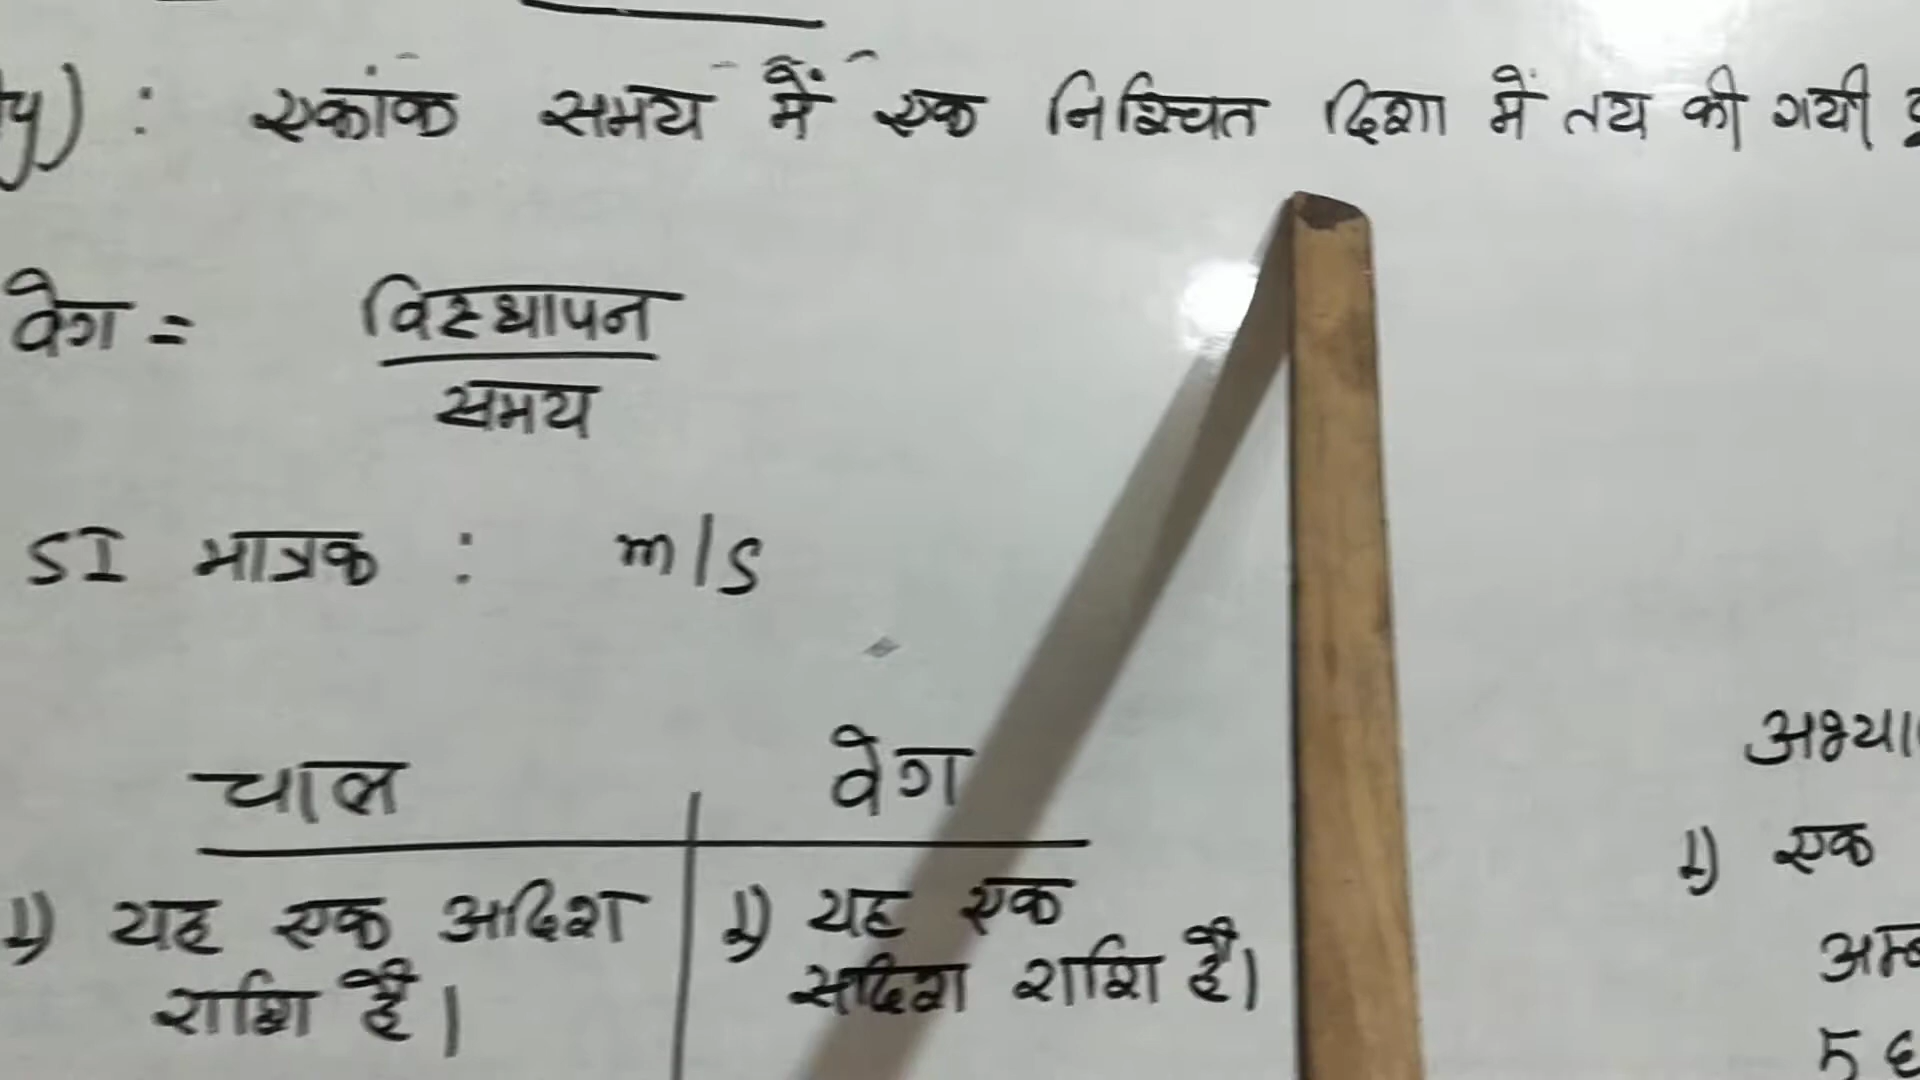 एकांक समय में एक निश्चित दिशा में तय की गयी
वेग = विस्थापन
समय
SI मात्रक : m/s
चाल वेग
1) यह एक अदिश
राशि है।
1) यह एक
सदिश राशि है।
1) एक